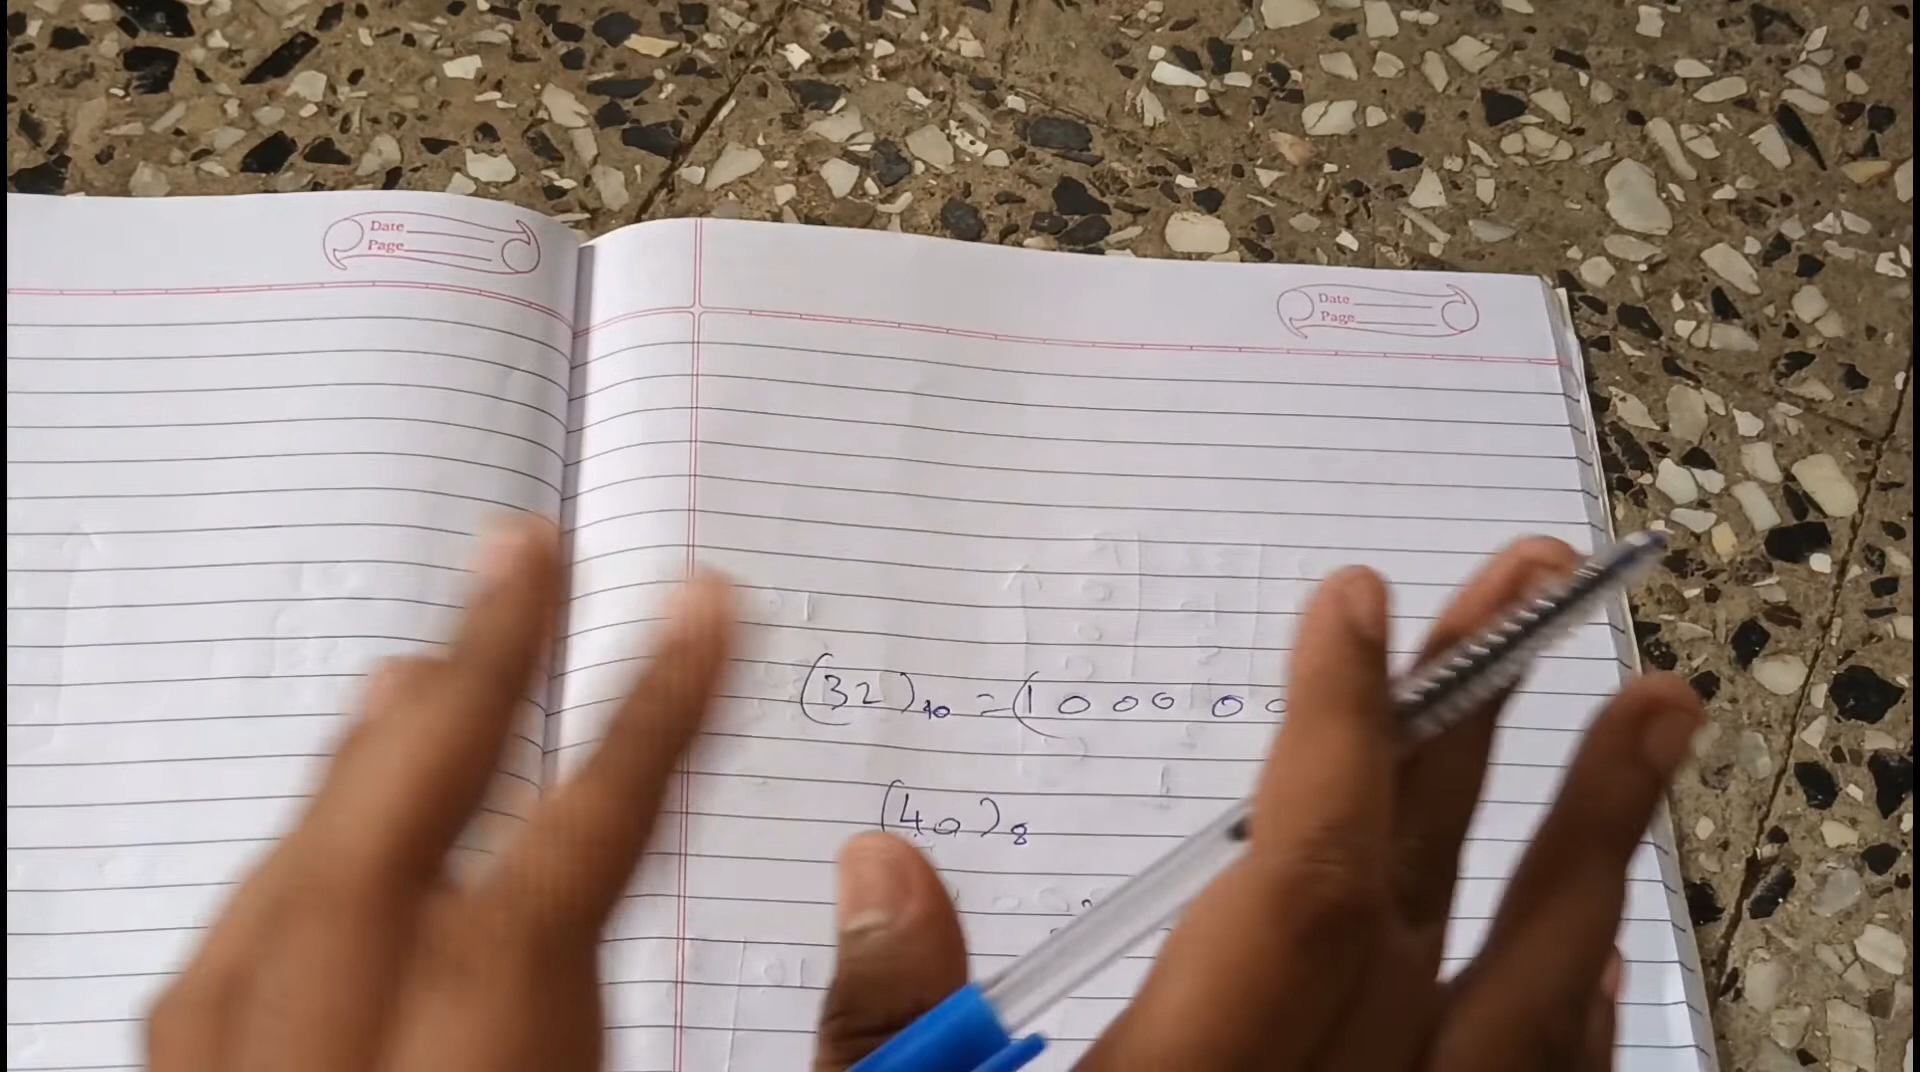 Date
Page
Date
Page
(32)₁₀ = (1 0 0 0 0 0
(40)₈